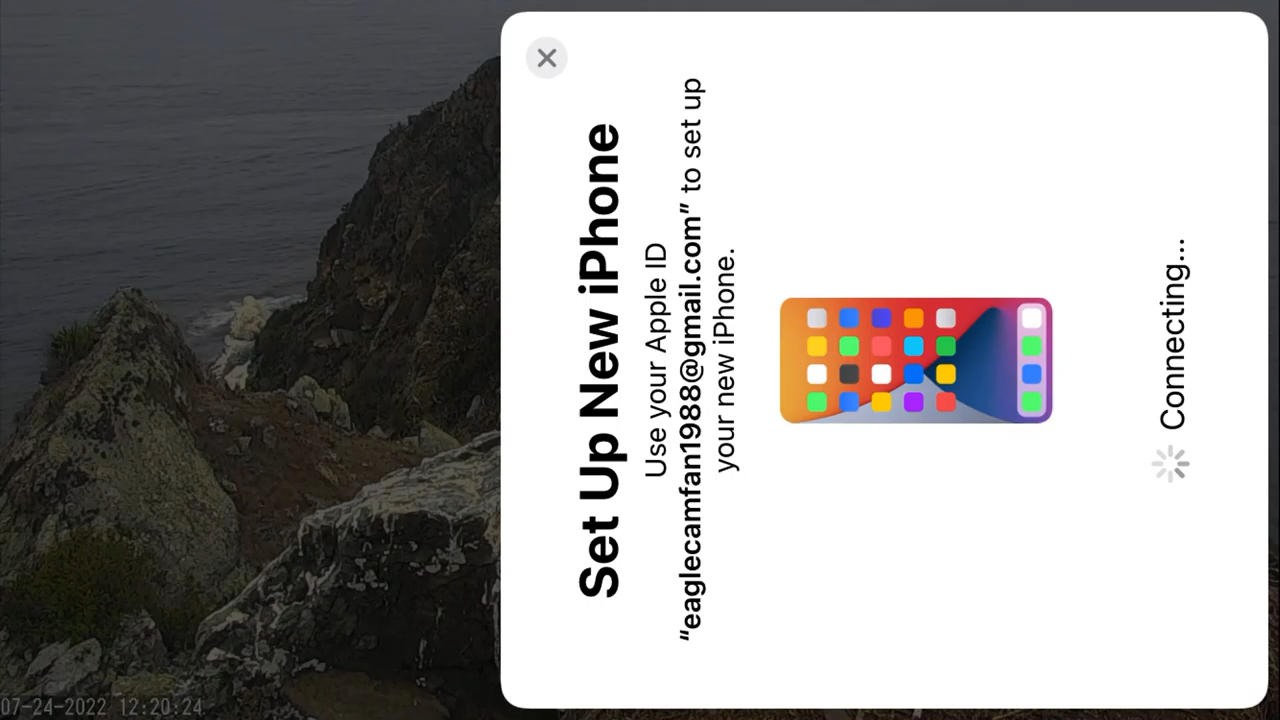 Set Up New iPhone
Use your Apple ID
“eaglecamfan1988@gmail.com” to set up
your new iPhone.
Connecting...
07-24-2022 12:20:24